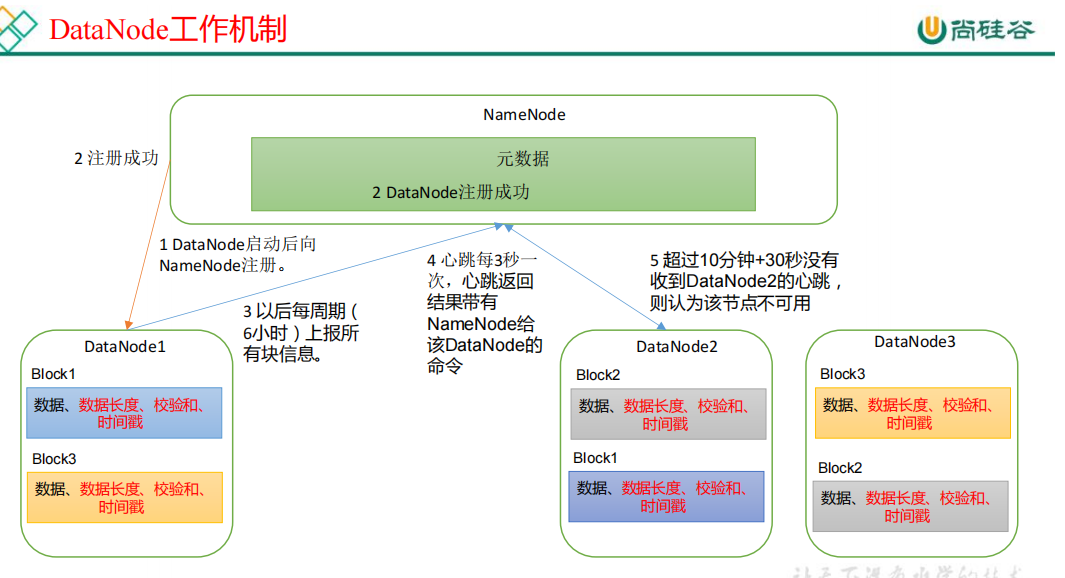 DataNode工作机制
尚硅谷
NameNode
元数据
2 DataNode注册成功
2 注册成功
1 DataNode启动后向
NameNode注册。
3 以后每周期（
6小时）上报所
有块信息。
4 心跳每3秒一
次，心跳返回
结果带有
NameNode给
该DataNode的
命令
5 超过10分钟+30秒没有
收到DataNode2的心跳，
则认为该节点不可用
DataNode1
Block1
数据、数据长度、校验和、
时间戳
Block3
数据、数据长度、校验和、
时间戳
DataNode2
Block2
数据、数据长度、校验和、
时间戳
Block1
数据、数据长度、校验和、
时间戳
DataNode3
Block3
数据、数据长度、校验和、
时间戳
Block2
数据、数据长度、校验和、
时间戳